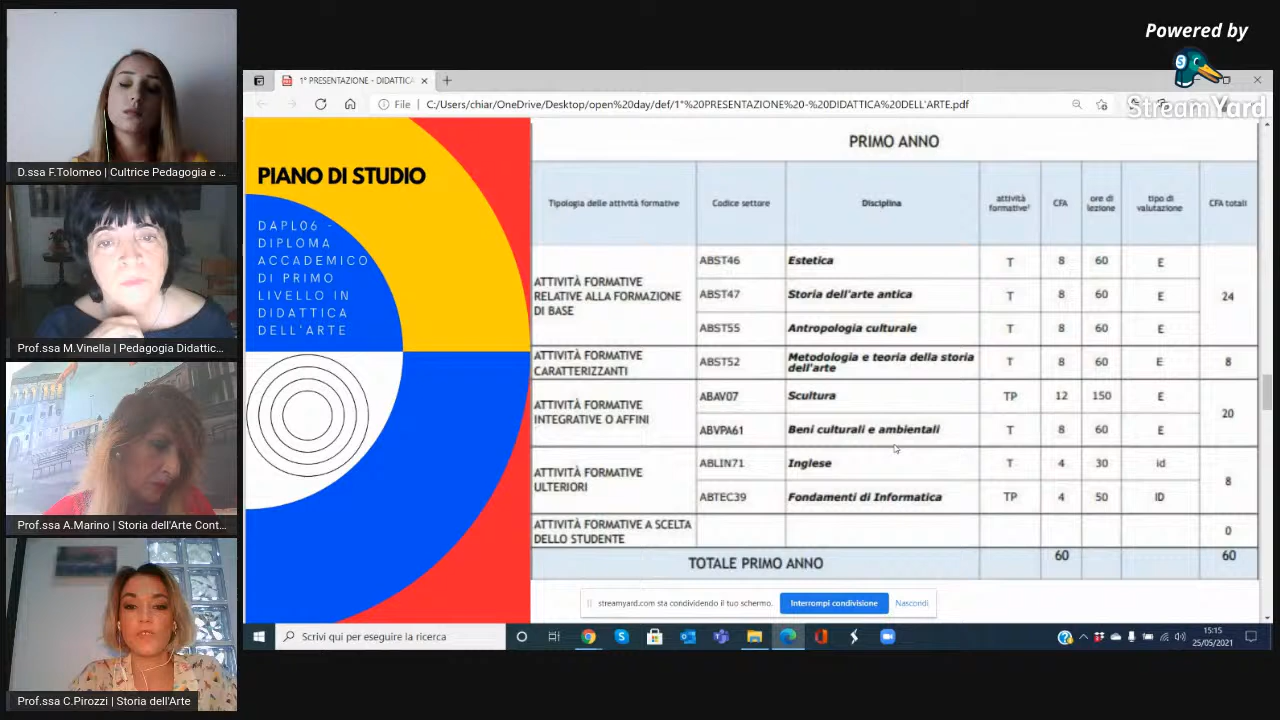 Powered by
StreamYard
D.ssa F.Tolomeo | Cultrice Pedagogia e ...
Prof.ssa M.Vinella | Pedagogia Didattic...
Prof.ssa A.Marino | Storia dell'Arte Cont...
Prof.ssa C.Pirozzi | Storia dell'Arte
1° PRESENTAZIONE - DIDATTICA
File | C:/Users/chiar/OneDrive/Desktop/open%20day/def/1°%20PRESENTAZIONE%20-%20DIDATTICA%20DELL'ARTE.pdf
PIANO DI STUDIO
DAPL06 -
DIPLOMA
ACCADEMICO
DI PRIMO
LIVELLO IN
DIDATTICA
DELL'ARTE
PRIMO ANNO
Tipologia delle attività formative Codice settore Disciplina attività formative² CFA ore di lezione tipo di valutazione CFA totali
ATTIVITÀ FORMATIVE
RELATIVE ALLA FORMAZIONE
DI BASE
ABST46 Estetica T 8 60 E
ABST47 Storia dell'arte antica T 8 60 E 24
ABST55 Antropologia culturale T 8 60 E
ATTIVITÀ FORMATIVE
CARATTERIZZANTI
ABST52 Metodologia e teoria della storia dell'arte T 8 60 E 8
ATTIVITÀ FORMATIVE
INTEGRATIVE O AFFINI
ABAV07 Scultura TP 12 150 E 20
ABVPA61 Beni culturali e ambientali T 8 60 E
ATTIVITÀ FORMATIVE
ULTERIORI
ABLIN71 Inglese T 4 30 id 8
ABTEC39 Fondamenti di Informatica TP 4 50 ID
ATTIVITÀ FORMATIVE A SCELTA
DELLO STUDENTE
0
TOTALE PRIMO ANNO 60 60
streamyard.com sta condividendo il tuo schermo. Interrompi condivisione Nascondi
Scrivi qui per eseguire la ricerca
15:15
25/05/2021